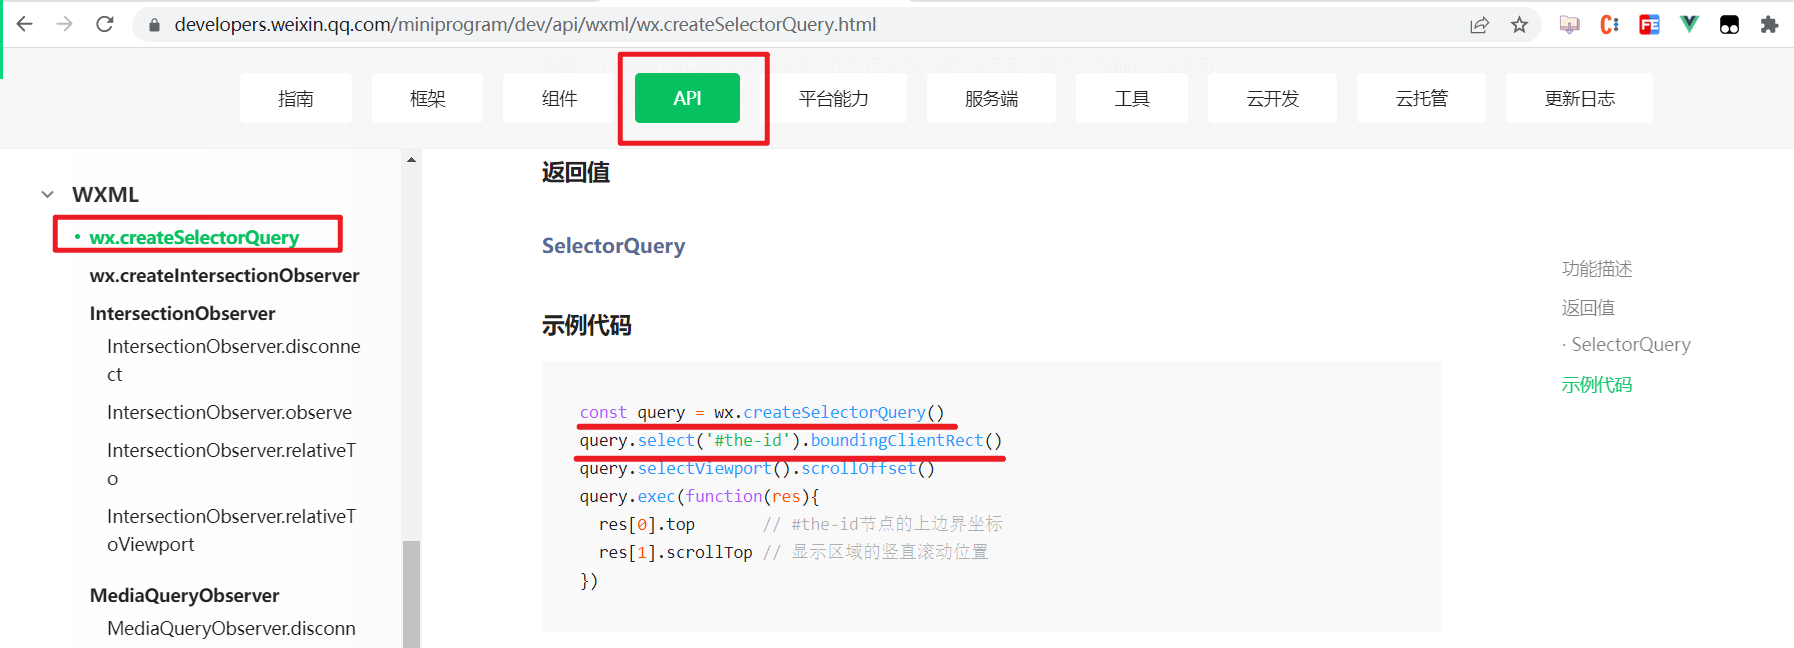 developers.weixin.qq.com/miniprogram/dev/api/wxml/wx.createSelectorQuery.html
指南
框架
组件
API
平台能力
服务端
工具
云开发
云托管
更新日志
WXML
• wx.createSelectorQuery
wx.createIntersectionObserver
IntersectionObserver
IntersectionObserver.disconne
ct
IntersectionObserver.observe
IntersectionObserver.relativeT
o
IntersectionObserver.relativeT
oViewport
MediaQueryObserver
MediaQueryObserver.disconn
返回值
SelectorQuery
示例代码
const query = wx.createSelectorQuery()
query.select('#the-id').boundingClientRect()
query.selectViewport().scrollOffset()
query.exec(function(res){
res[0].top // #the-id节点的上边界坐标
res[1].scrollTop // 显示区域的竖直滚动位置
})
功能描述
返回值
· SelectorQuery
示例代码